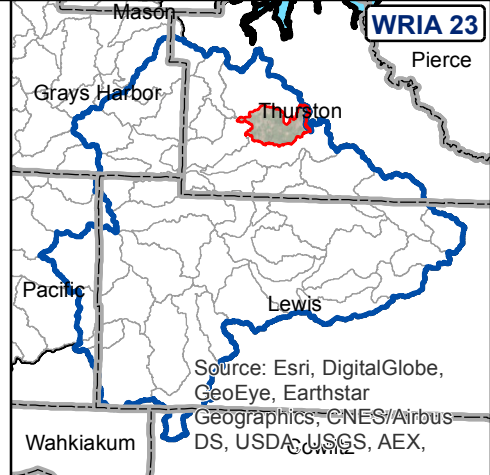 Mason
WRIA 23
Pierce
Grays Harbor
Thurston
Pacific
Lewis
Source: Esri, DigitalGlobe,
GeoEye, Earthstar
Geographics, CNES/Airbus
DS, USDA, USGS, AEX,
Wahkiakum
Cowlitz